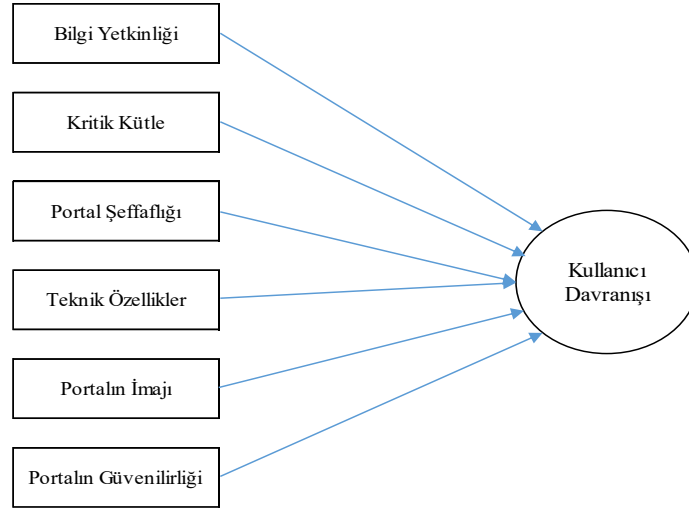 Bilgi Yetkinliği
Kritik Kütle
Portal Şeffaflığı
Teknik Özellikler
Portalın İmajı
Portalın Güvenilirliği
Kullanıcı
Davranışı